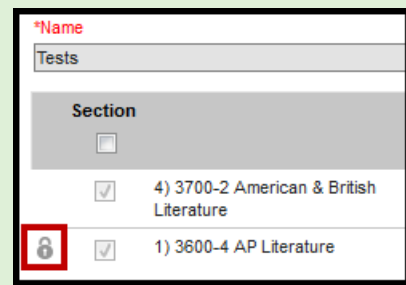 *Name
Tests
Section
4) 3700-2 American & British
Literature
1) 3600-4 AP Literature